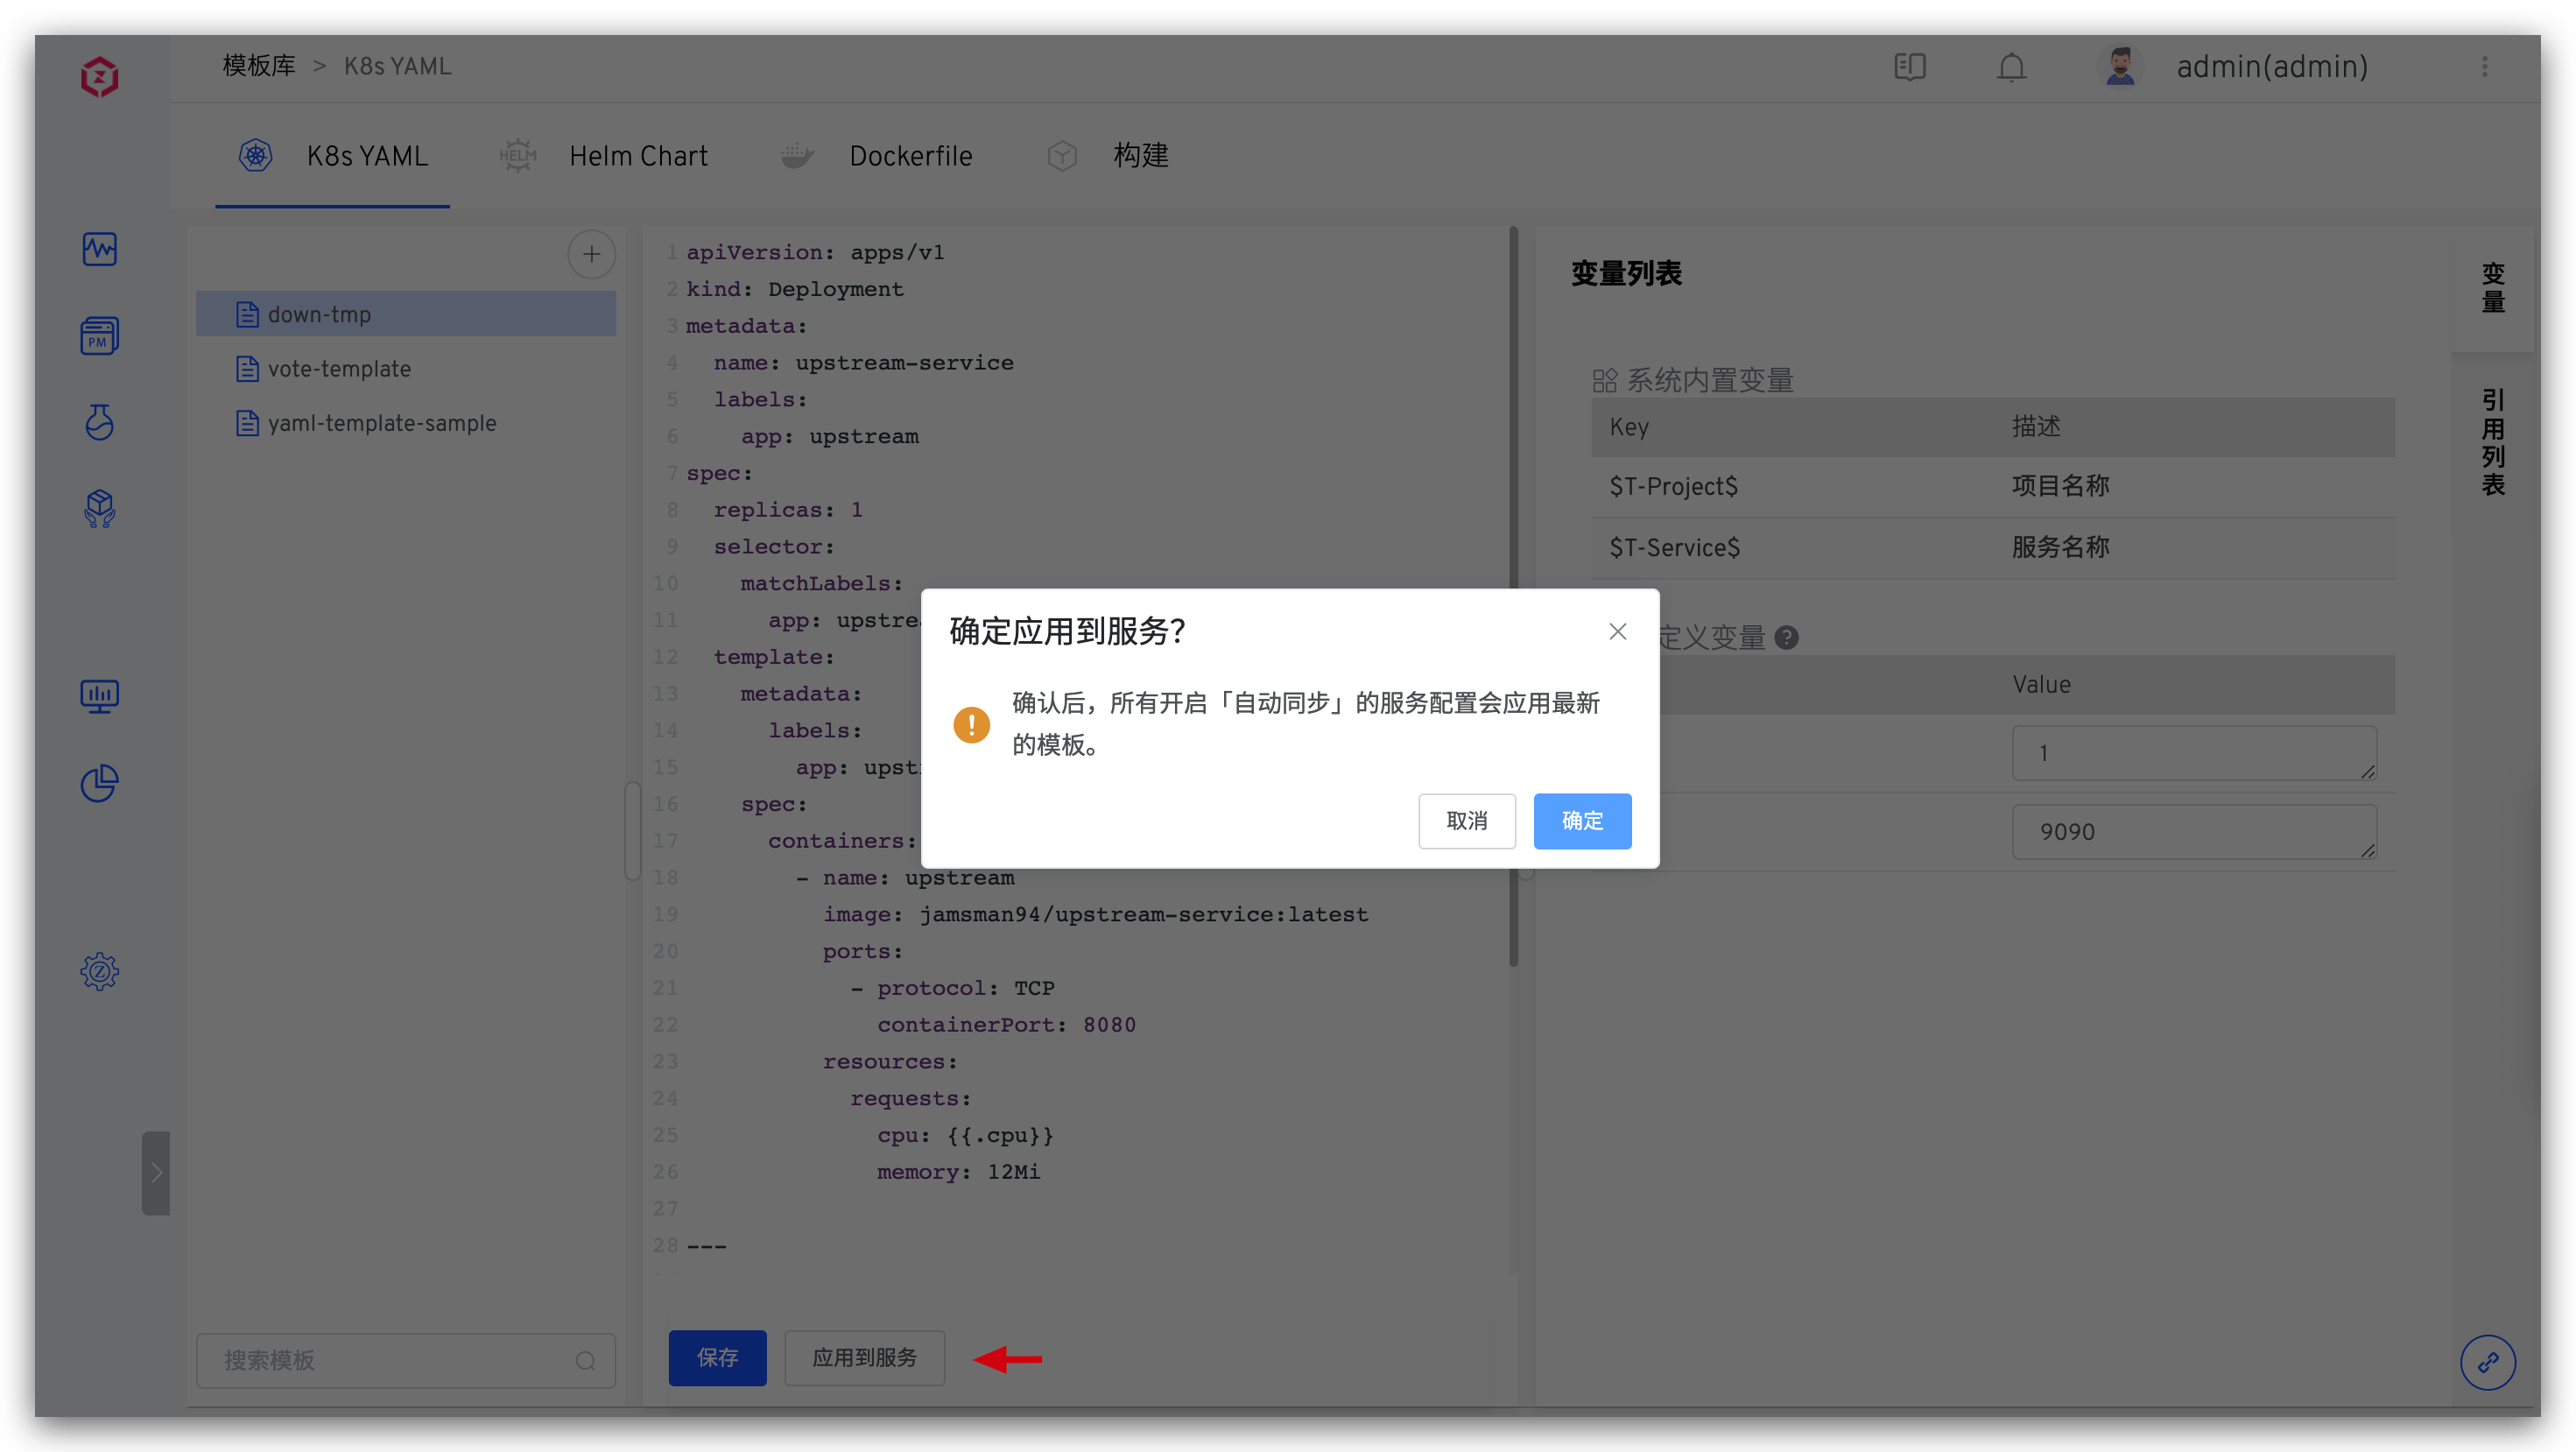 模板库 > K8s YAML
admin(admin)
K8s YAML
HELM
Helm Chart
Dockerfile
构建
PM
down-tmp
vote-template
yaml-template-sample
搜索模板
1 apiVersion: apps/v1
2 kind: Deployment
3 metadata:
4 name: upstream-service
5 labels:
6 app: upstream
7 spec:
8 replicas: 1
9 selector:
10 matchLabels:
11 app: upstre
12 template:
13 metadata:
14 labels:
15 app: upst
16 spec:
17 containers:
18 - name: upstream
19 image: jamsman94/upstream-service:latest
20 ports:
21 - protocol: TCP
22 containerPort: 8080
23 resources:
24 requests:
25 cpu: {{.cpu}}
26 memory: 12Mi
27
28 ---
保存
应用到服务
确定应用到服务？
确认后，所有开启「自动同步」的服务配置会应用最新
的模板。
取消
确定
变量列表
系统内置变量
Key 描述
$T-Project$ 项目名称
$T-Service$ 服务名称
定义变量 ?
Value
1
9090
变量
引用列表